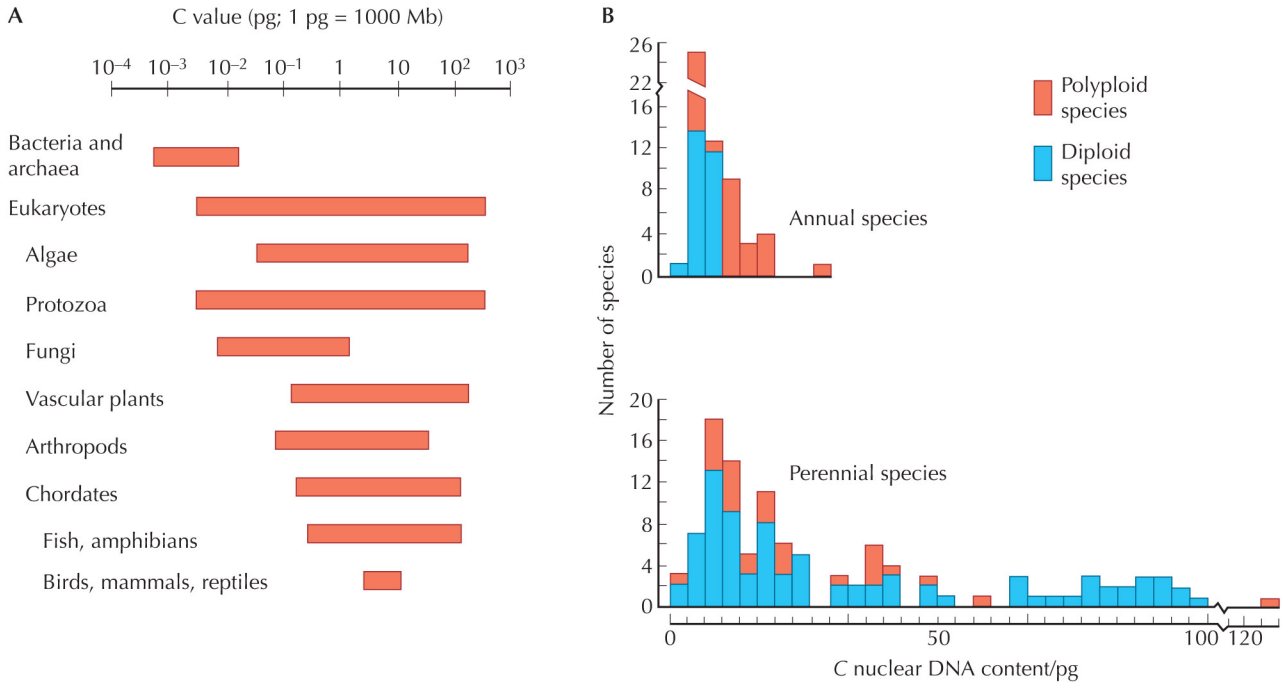 A
C value (pg; 1 pg = 1000 Mb)
10⁻⁴ 10⁻³ 10⁻² 10⁻¹ 1 10 10² 10³
Bacteria and
archaea
Eukaryotes
Algae
Protozoa
Fungi
Vascular plants
Arthropods
Chordates
Fish, amphibians
Birds, mammals, reptiles
B
Number of species
26
22
16
12
8
4
0
Annual species
Polyploid
species
Diploid
species
20
16
12
8
4
0
Perennial species
0 50 100 120
C nuclear DNA content/pg